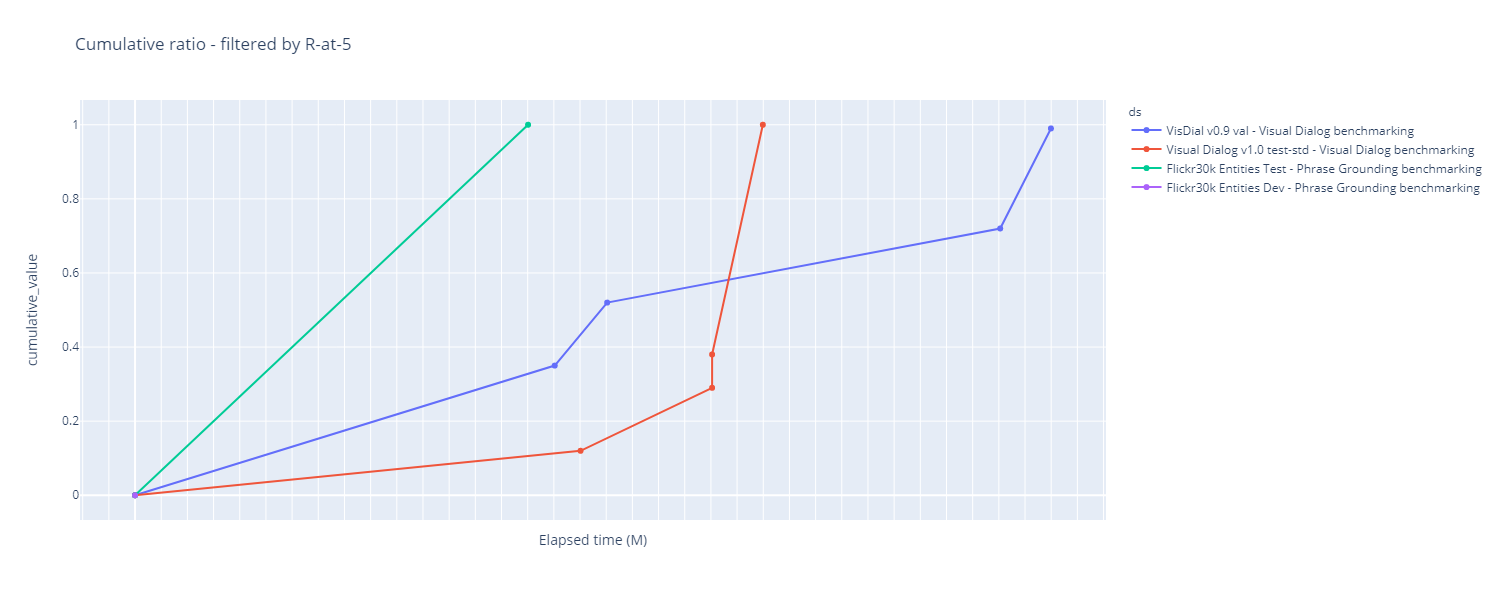 Cumulative ratio - filtered by R-at-5
ds
VisDial v0.9 val - Visual Dialog benchmarking
Visual Dialog v1.0 test-std - Visual Dialog benchmarking
Flickr30k Entities Test - Phrase Grounding benchmarking
Flickr30k Entities Dev - Phrase Grounding benchmarking
1
0.8
0.6
0.4
0.2
0
cumulative_value
Elapsed time (M)